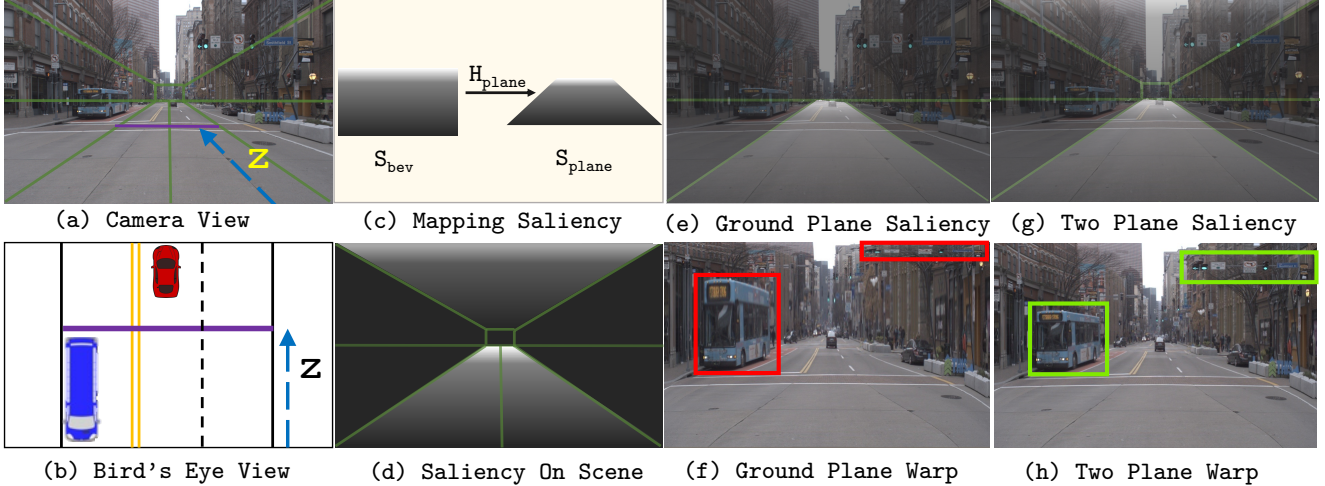 Z
(a) Camera View
H_plane
S_bev
S_plane
(c) Mapping Saliency
(e) Ground Plane Saliency
(g) Two Plane Saliency
Z
(b) Bird's Eye View
(d) Saliency On Scene
(f) Ground Plane Warp
(h) Two Plane Warp